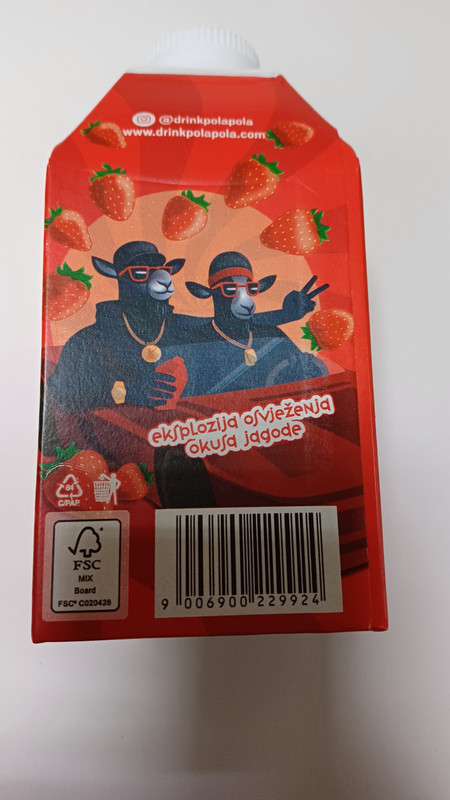 @drinkpolapola
www.drinkpolapola.com
eksplozija osvježenja
okusa jagode
84
C/PAP
FSC
MIX
Board
FSC® C020428
9 006900 229924